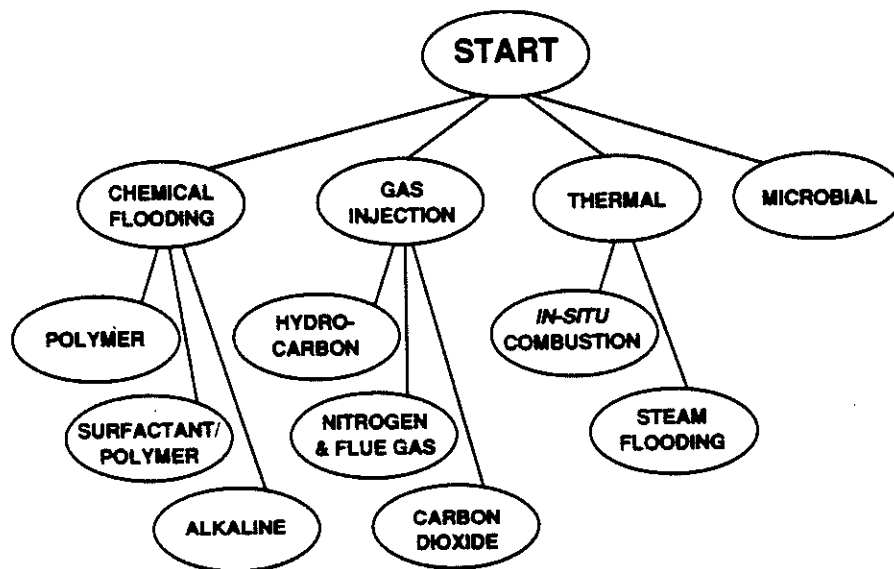 START
CHEMICAL
FLOODING
GAS
INJECTION
THERMAL
MICROBIAL
POLYMER
HYDRO-
CARBON
IN-SITU
COMBUSTION
SURFACTANT/
POLYMER
NITROGEN
& FLUE GAS
STEAM
FLOODING
ALKALINE
CARBON
DIOXIDE